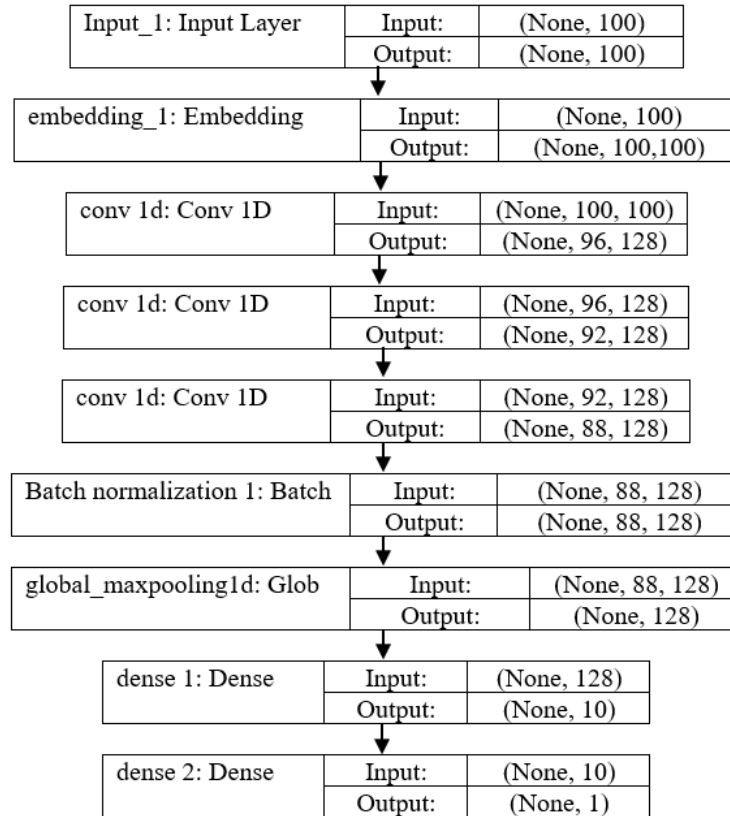 Input_1: Input Layer Input: (None, 100)
Output: (None, 100)
embedding_1: Embedding Input: (None, 100)
Output: (None, 100,100)
conv 1d: Conv 1D Input: (None, 100, 100)
Output: (None, 96, 128)
conv 1d: Conv 1D Input: (None, 96, 128)
Output: (None, 92, 128)
conv 1d: Conv 1D Input: (None, 92, 128)
Output: (None, 88, 128)
Batch normalization 1: Batch Input: (None, 88, 128)
Output: (None, 88, 128)
global_maxpooling1d: Glob Input: (None, 88, 128)
Output: (None, 128)
dense 1: Dense Input: (None, 128)
Output: (None, 10)
dense 2: Dense Input: (None, 10)
Output: (None, 1)